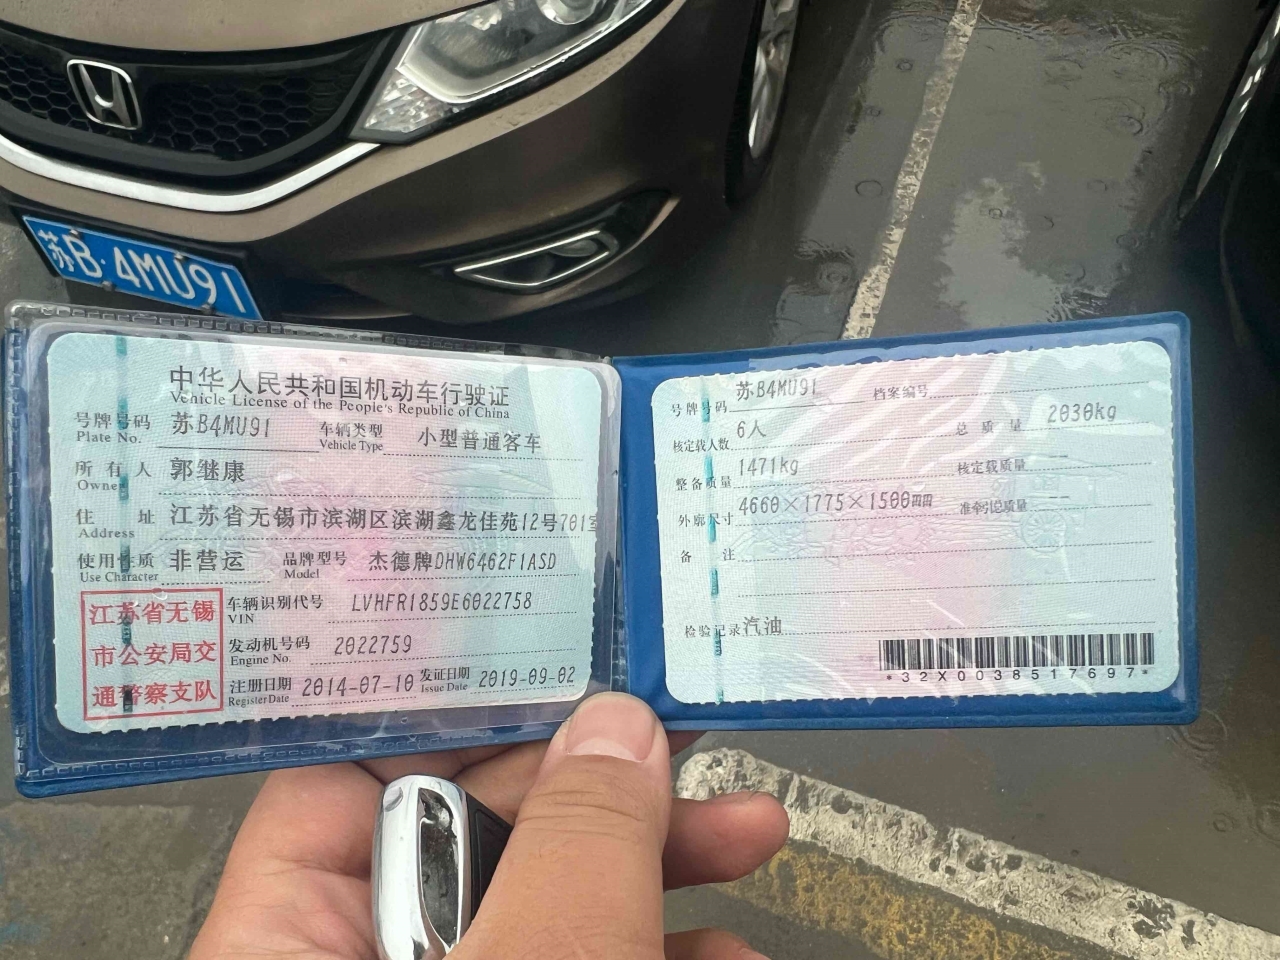 苏B·4MU91
中华人民共和国机动车行驶证
Vehicle License of the People's Republic of China
号牌号码 苏B4MU91 车辆类型 小型普通客车
Plate No. Vehicle Type
所有人 郭继康
Owner
住址 江苏省无锡市滨湖区滨湖鑫龙佳苑12号701室
Address
使用性质 非营运 品牌型号 杰德牌DHW6462F1ASD
Use Character Model
江苏省无锡
市公安局交
通警察支队
车辆识别代号 LVHFR1859E6022758
VIN
发动机号码 2022759
Engine No.
注册日期 2014-07-10 发证日期 2019-09-02
Register Date Issue Date
号牌号码 苏B4MU91 档案编号
核定载人数 6人 总质量 2030kg
整备质量 1471kg 核定载质量 --
外廓尺寸 4660×1775×1500mm 准牵引总质量 --
备注
检验记录 汽油
*32X0038517697*